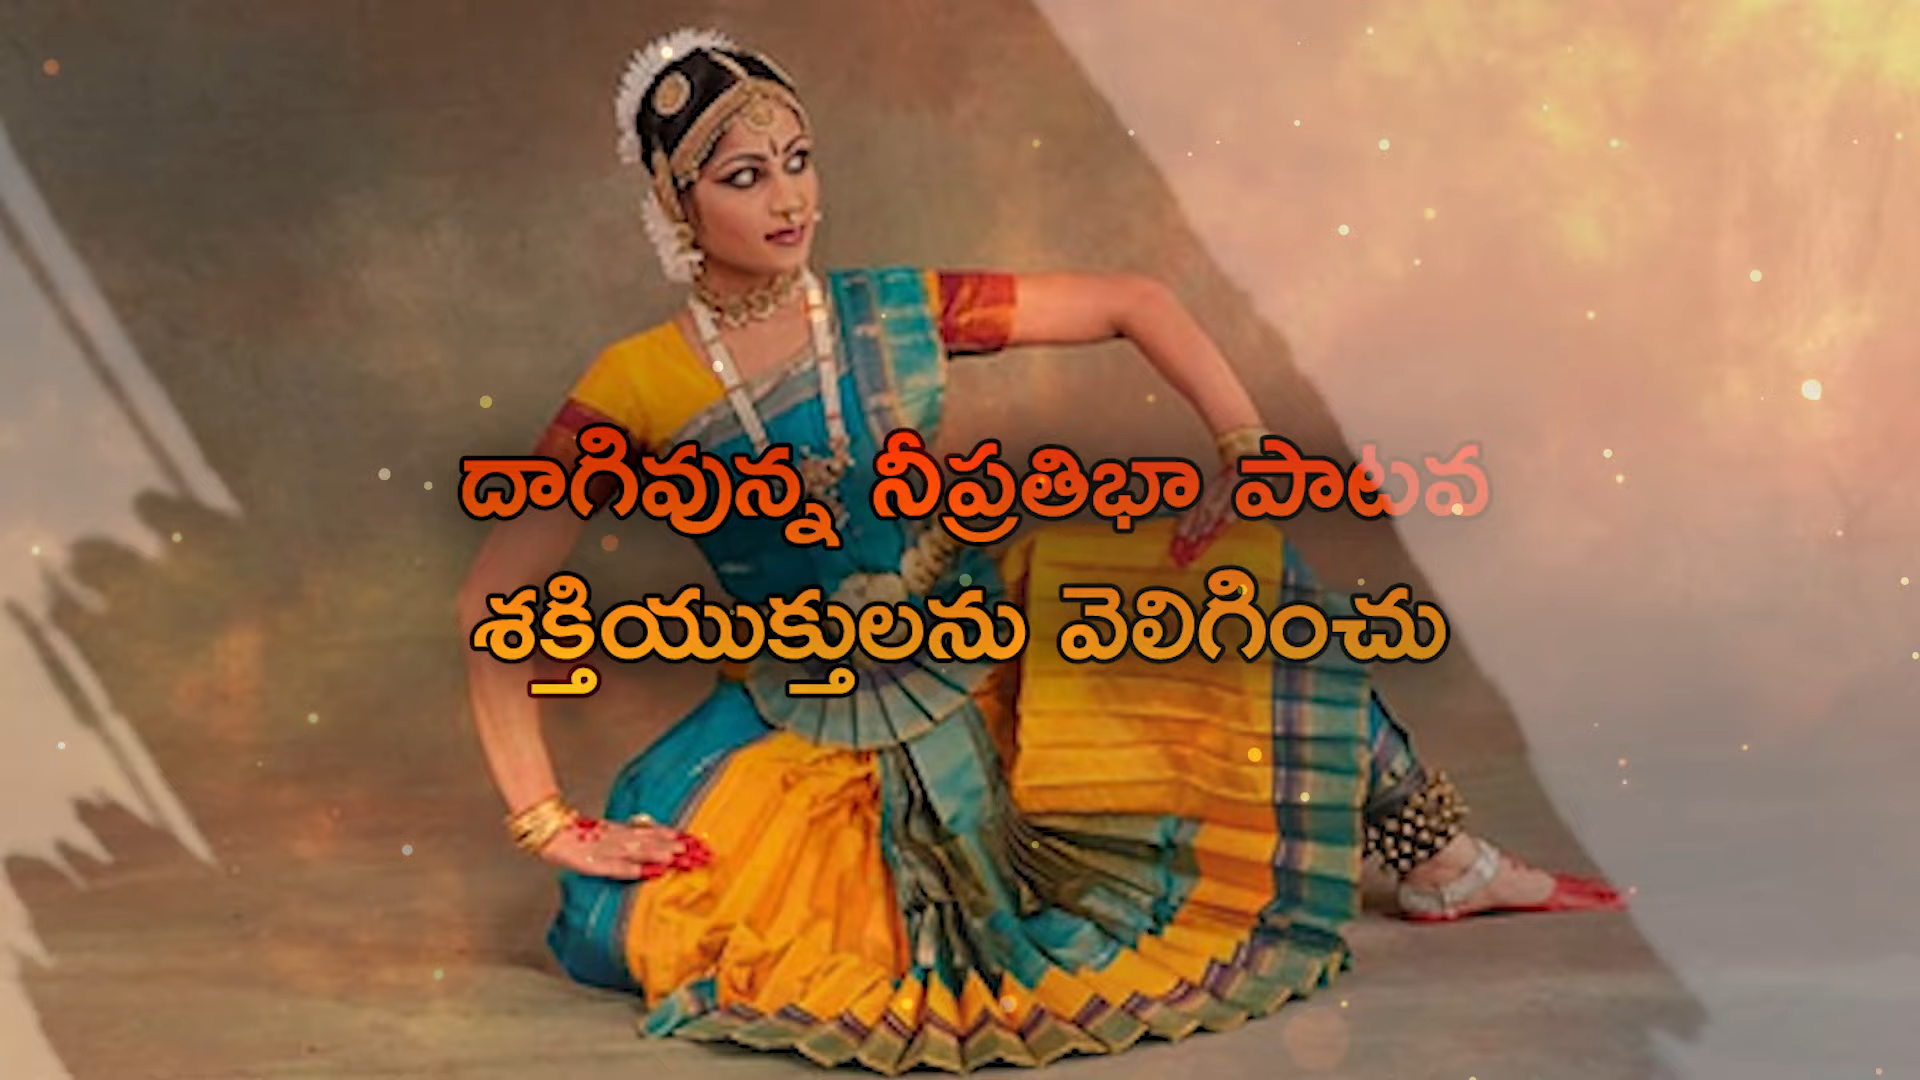 దాగివున్న నీప్రతిభా పాటవ
శక్తియుక్తులను వెలిగించు